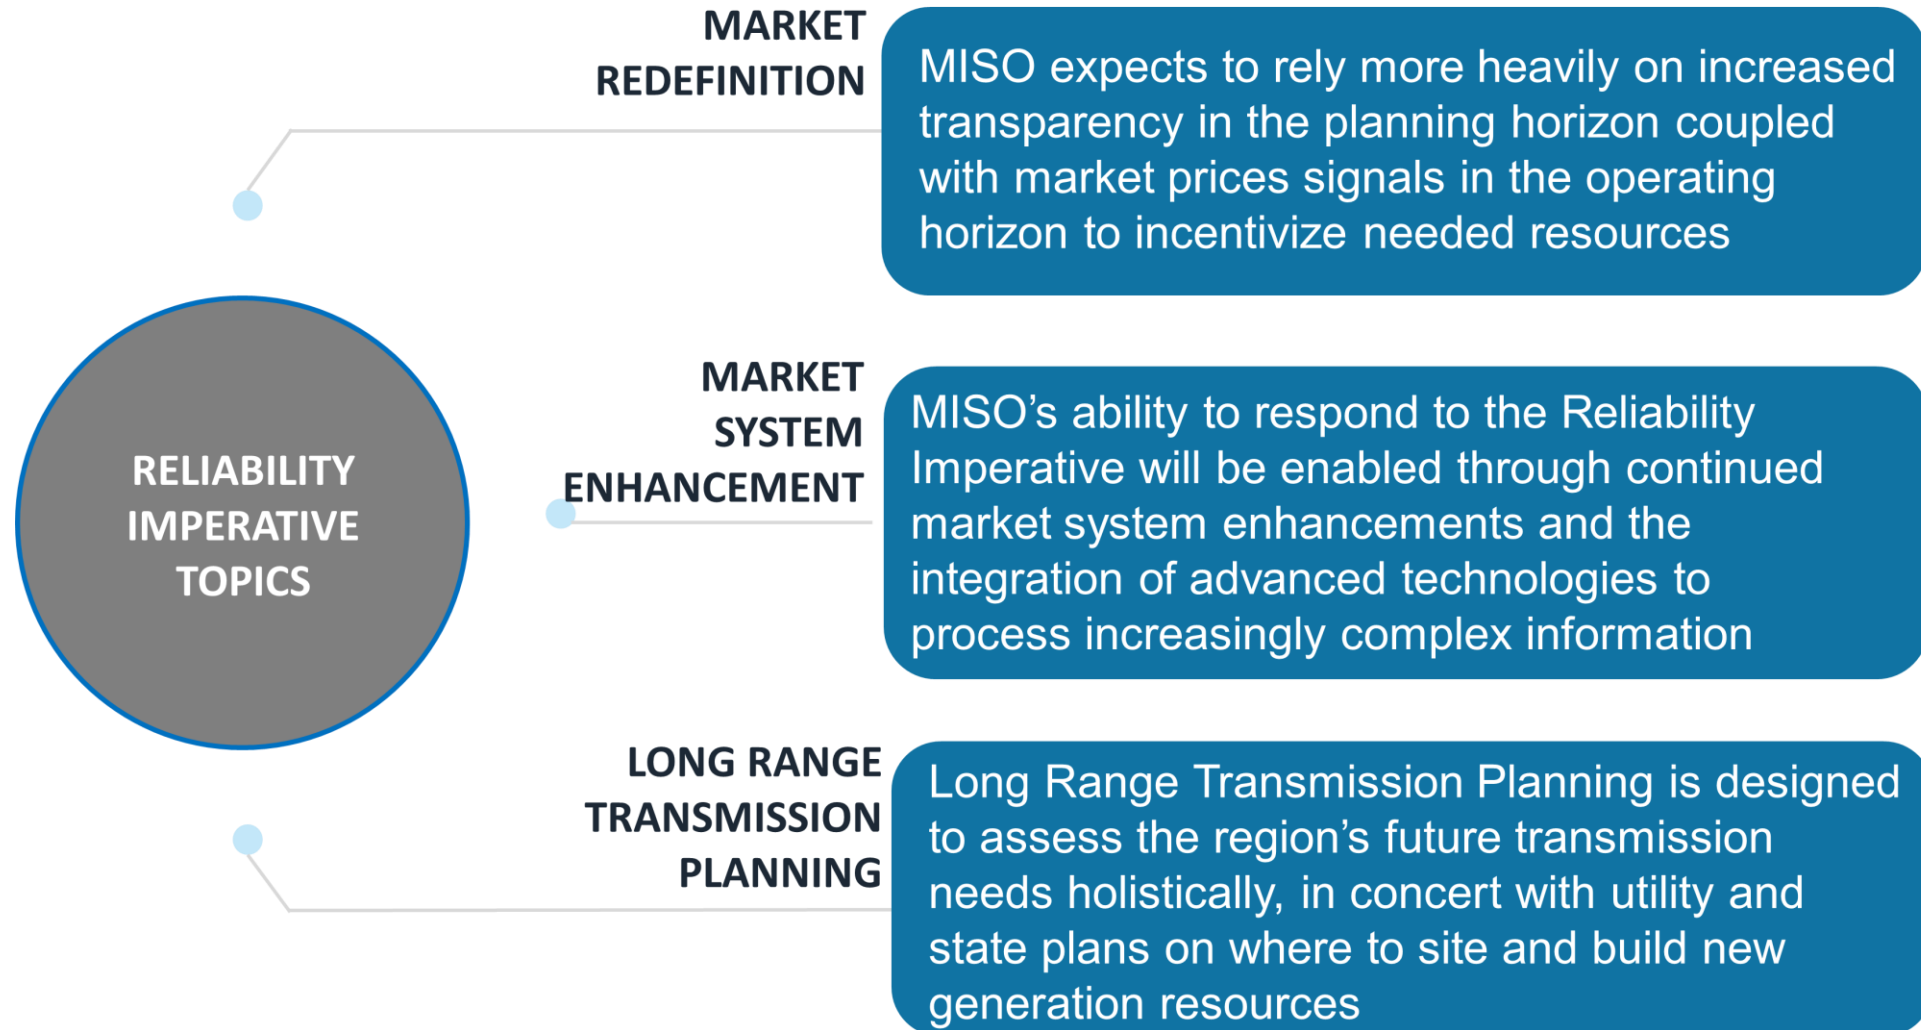 RELIABILITY
IMPERATIVE
TOPICS
MARKET
REDEFINITION
MISO expects to rely more heavily on increased
transparency in the planning horizon coupled
with market prices signals in the operating
horizon to incentivize needed resources
MARKET
SYSTEM
ENHANCEMENT
MISO’s ability to respond to the Reliability
Imperative will be enabled through continued
market system enhancements and the
integration of advanced technologies to
process increasingly complex information
LONG RANGE
TRANSMISSION
PLANNING
Long Range Transmission Planning is designed
to assess the region’s future transmission
needs holistically, in concert with utility and
state plans on where to site and build new
generation resources